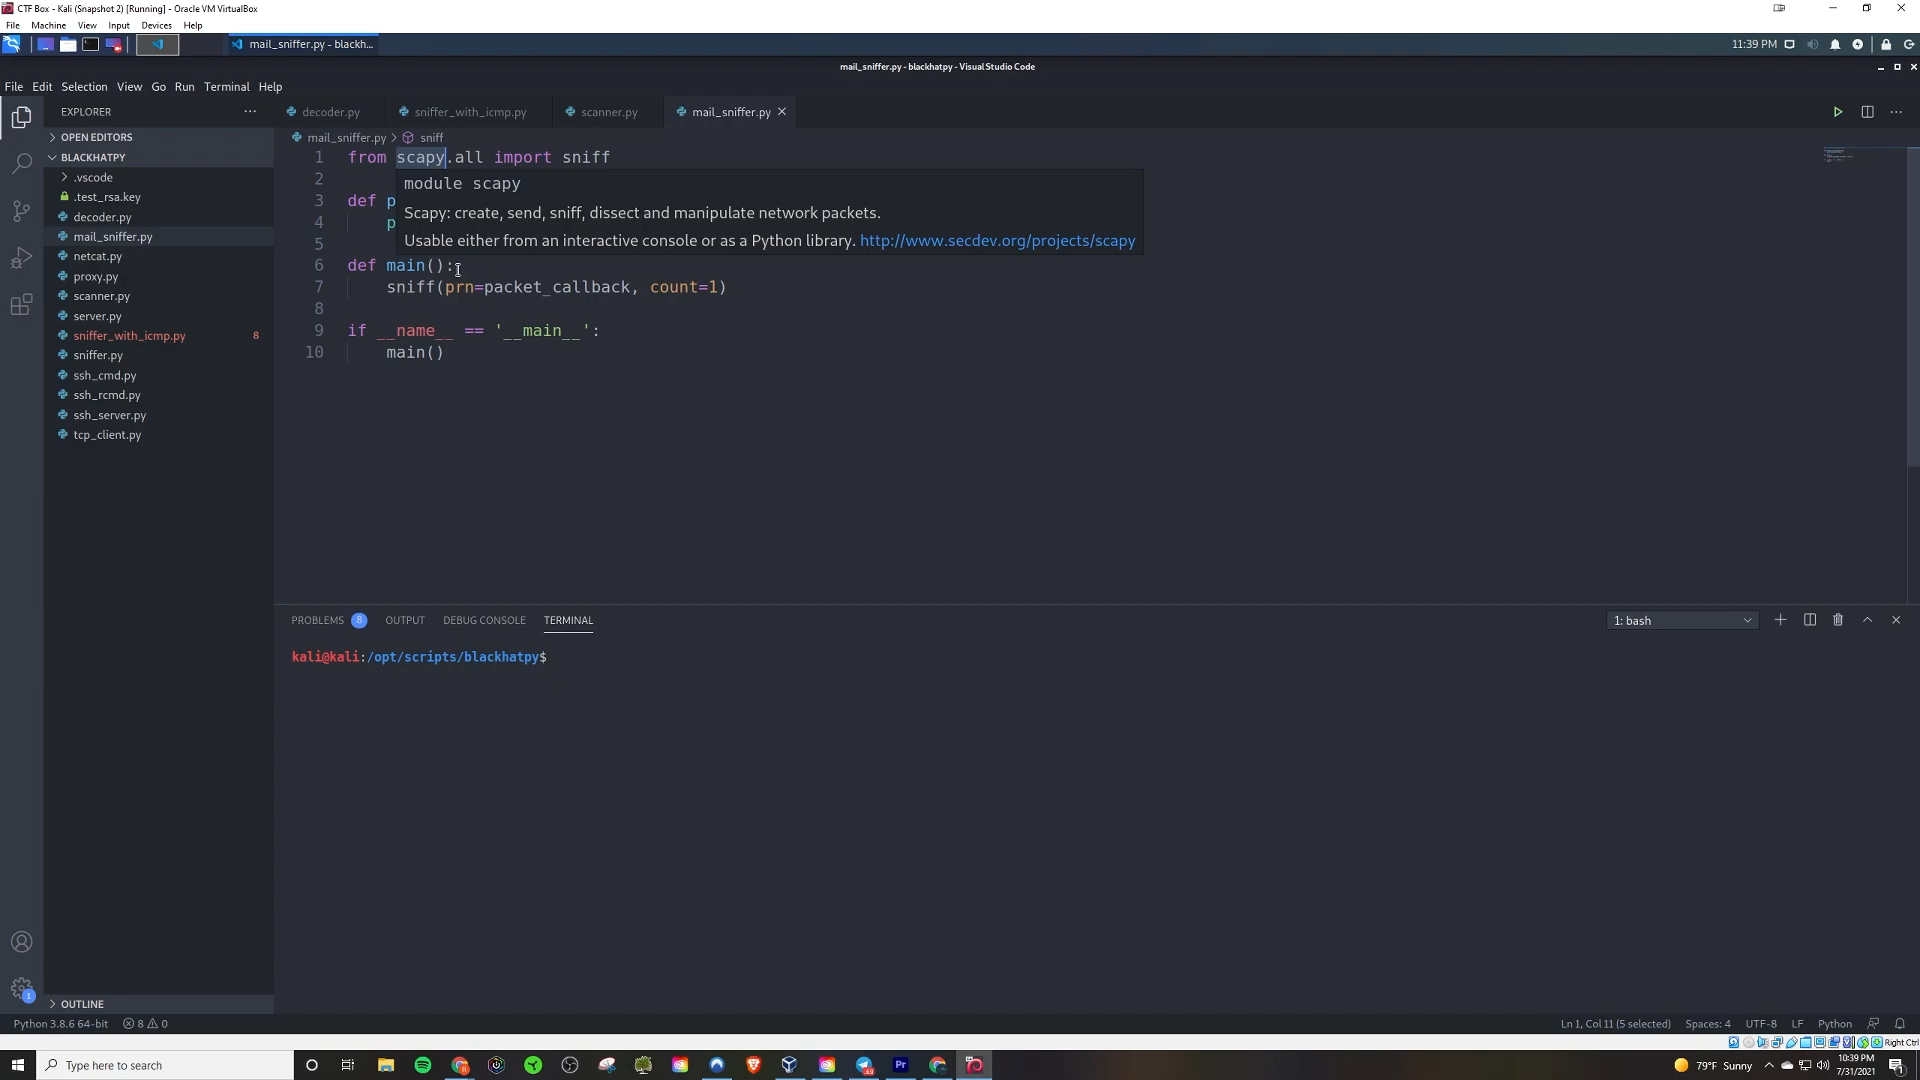 CTF Box - Kali (Snapshot 2) [Running] - Oracle VM VirtualBox
File Machine View Input Devices Help
mail_sniffer.py - blackh...
11:39 PM
mail_sniffer.py - blackhatpy - Visual Studio Code
File Edit Selection View Go Run Terminal Help
EXPLORER
decoder.py sniffer_with_icmp.py scanner.py mail_sniffer.py
OPEN EDITORS
mail_sniffer.py > sniff
BLACKHATPY
.vscode
.test_rsa.key
decoder.py
mail_sniffer.py
netcat.py
proxy.py
scanner.py
server.py
sniffer_with_icmp.py 8
sniffer.py
ssh_cmd.py
ssh_rcmd.py
ssh_server.py
tcp_client.py
1 from scapy.all import sniff
2
module scapy
3 def p
Scapy: create, send, sniff, dissect and manipulate network packets.
4 p
5
Usable either from an interactive console or as a Python library. http://www.secdev.org/projects/scapy
6 def main():
7 sniff(prn=packet_callback, count=1)
8
9 if __name__ == '__main__':
10 main()
PROBLEMS 8 OUTPUT DEBUG CONSOLE TERMINAL
1: bash
kali@kali:/opt/scripts/blackhatpy$
1
OUTLINE
Python 3.8.6 64-bit 8 0
Ln 1, Col 11 (5 selected) Spaces: 4 UTF-8 LF Python
Right Ctrl
Type here to search
Pr
79°F Sunny
10:39 PM
7/31/2021